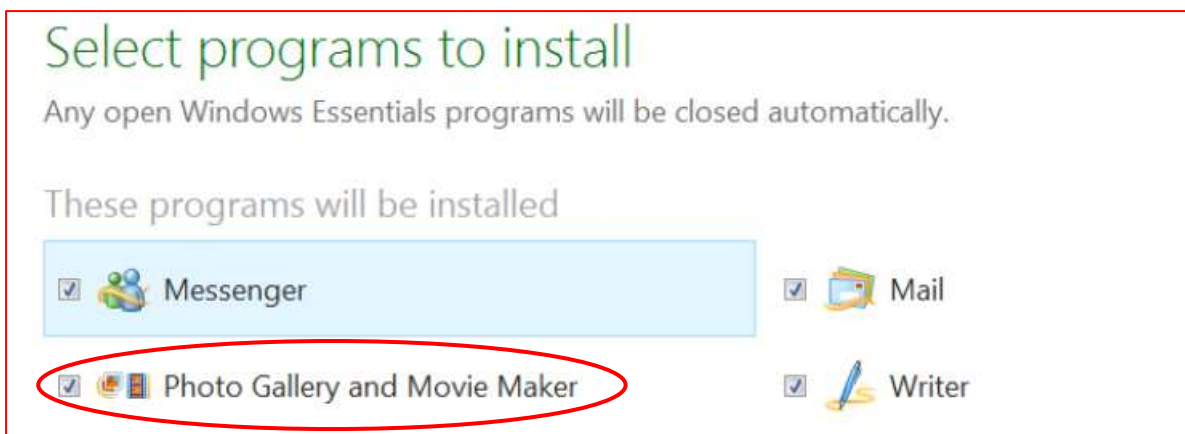 Select programs to install
Any open Windows Essentials programs will be closed automatically.
These programs will be installed
Messenger
Mail
Photo Gallery and Movie Maker
Writer